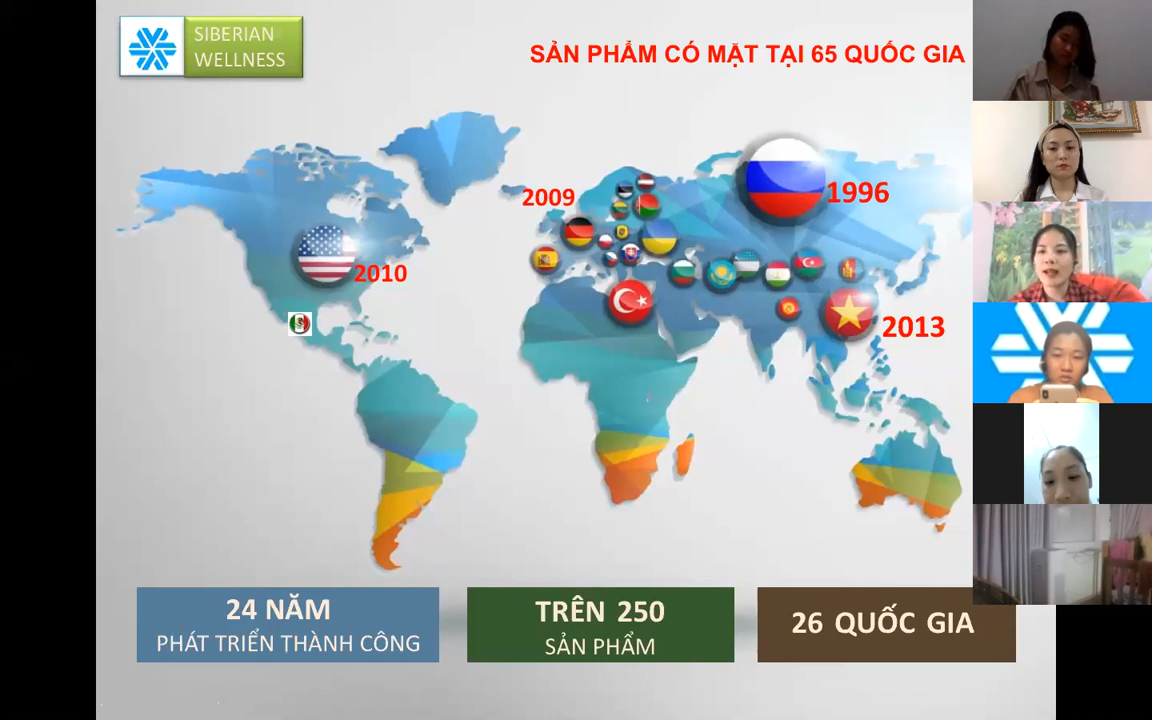 SIBERIAN
WELLNESS
SẢN PHẨM CÓ MẶT TẠI 65 QUỐC GIA
1996
2009
2010
2013
24 NĂM
PHÁT TRIỂN THÀNH CÔNG
TRÊN 250
SẢN PHẨM
26 QUỐC GIA